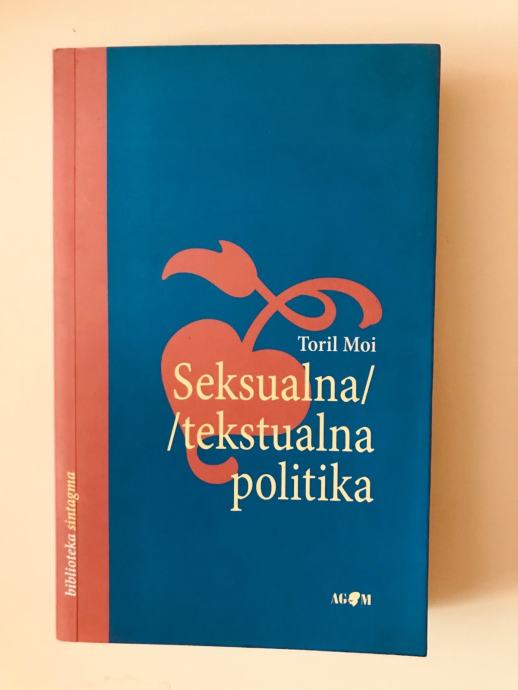 Toril Moi
Seksualna/
/tekstualna
politika
biblioteka sintagma
AGM